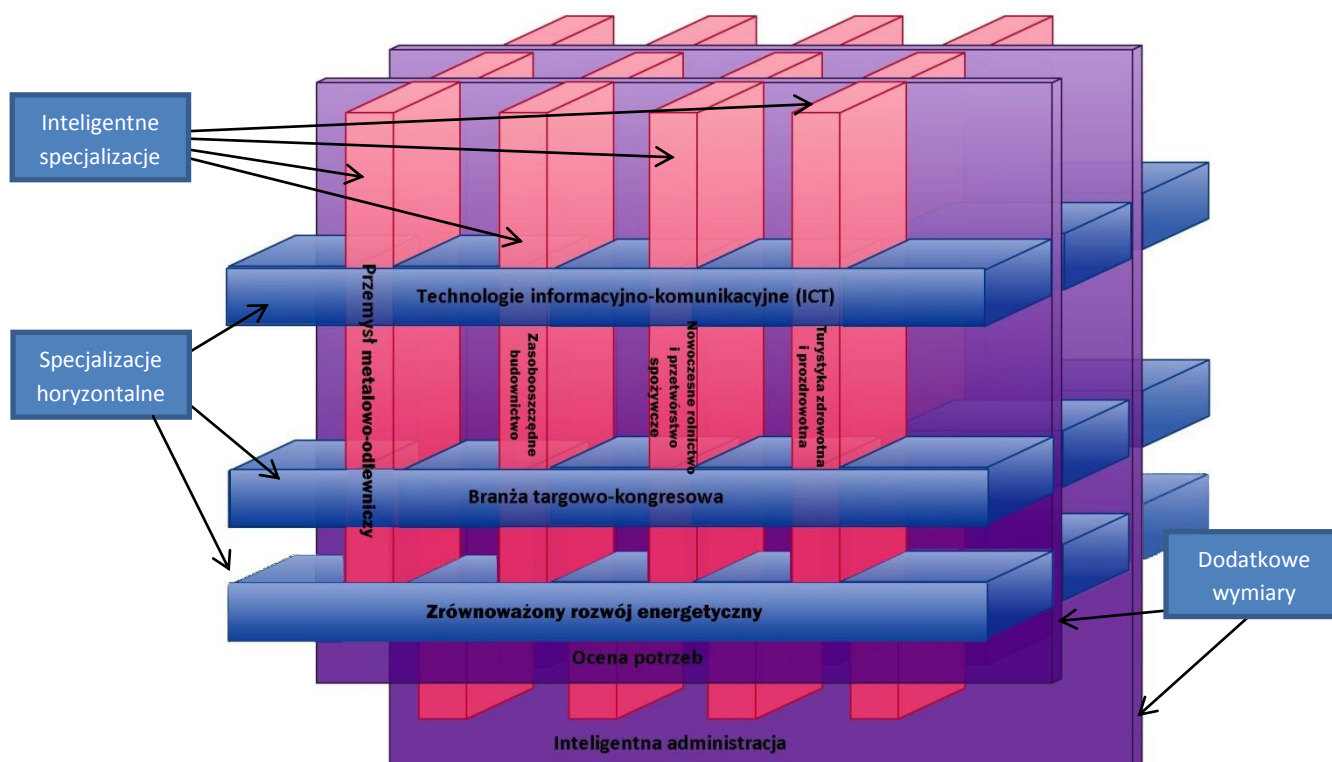 Inteligentne
specjalizacje
Technologie informacyjno-komunikacyjne (ICT)
Przemysł metalowo-odlewniczy
Zasobooszczędne
budownictwo
Nowoczesne rolnictwo
i przetwórstwo
spożywcze
Turystyka zdrowotna
i prozdrowotna
Specjalizacje
horyzontalne
Branża targowo-kongresowa
Zrównoważony rozwój energetyczny
Dodatkowe
wymiary
Ocena potrzeb
Inteligentna administracja